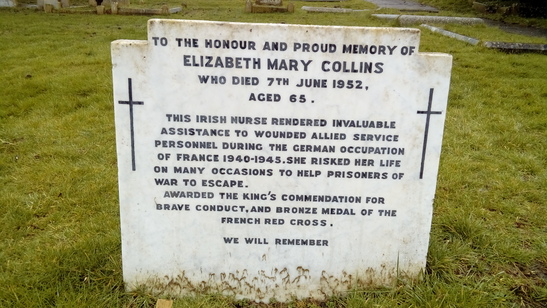 TO THE HONOUR AND PROUD MEMORY OF
ELIZABETH MARY COLLINS
WHO DIED 7TH JUNE 1952,
AGED 65.
THIS IRISH NURSE RENDERED INVALUABLE
ASSISTANCE TO WOUNDED ALLIED SERVICE
PERSONNEL DURING THE GERMAN OCCUPATION
OF FRANCE 1940-1945. SHE RISKED HER LIFE
ON MANY OCCASIONS TO HELP PRISONERS OF
WAR TO ESCAPE.
AWARDED THE KING'S COMMENDATION FOR
BRAVE CONDUCT, AND BRONZE MEDAL OF THE
FRENCH RED CROSS.
WE WILL REMEMBER